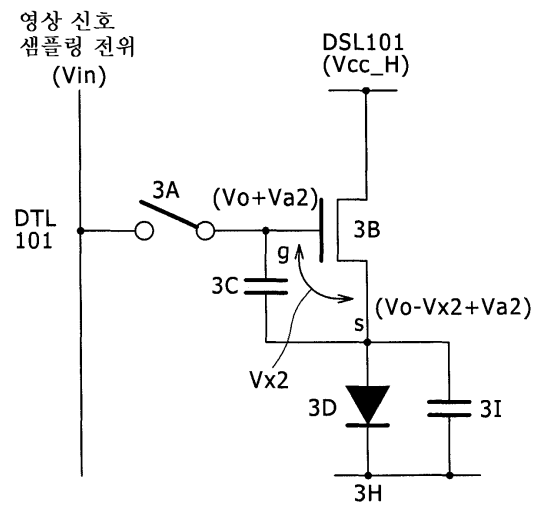 영상 신호
샘플링 전위
(Vin)
DSL101
(Vcc_H)
3A
(Vo+Va2)
DTL
101
3B
g
3C
(Vo-Vx2+Va2)
s
Vx2
3D
3I
3H